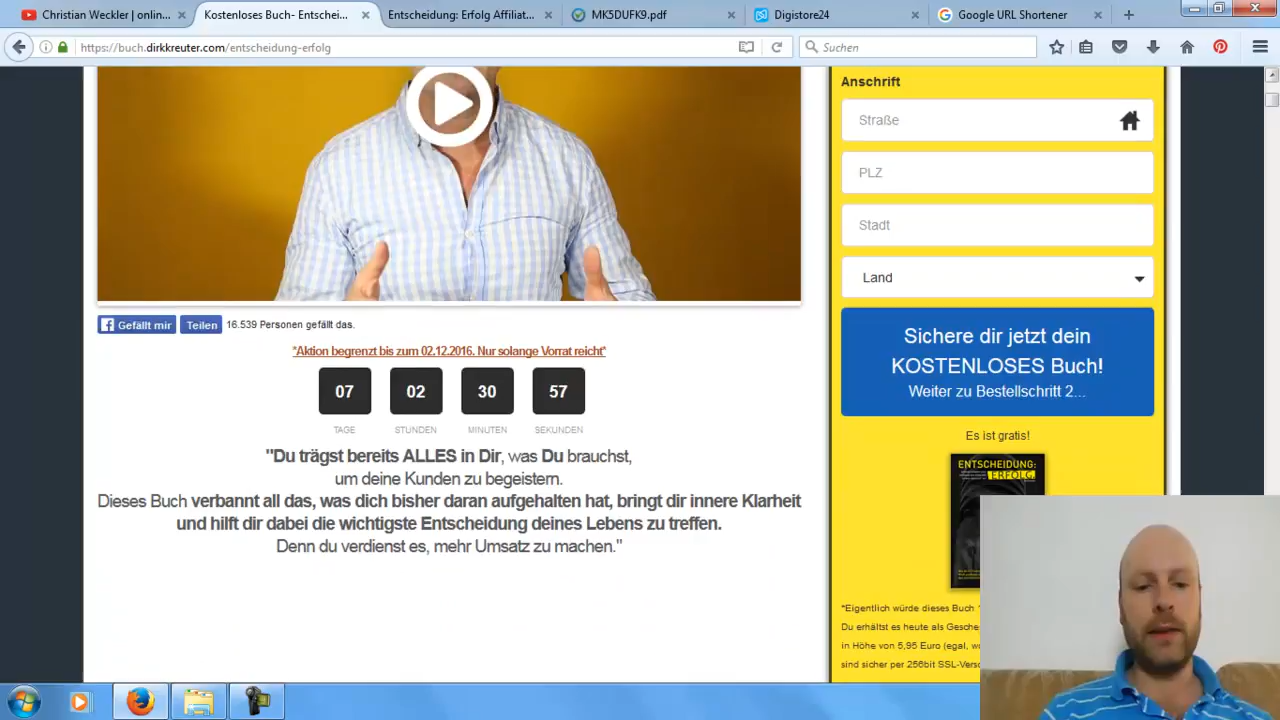 Christian Weckler | online ...
Kostenloses Buch- Entschei...
Entscheidung: Erfolg Affiliat...
MK5DUFK9.pdf
Digistore24
Google URL Shortener
https://buch.dirkkreuter.com/entscheidung-erfolg
Suchen
Anschrift
Straße
PLZ
Stadt
Land
Sichere dir jetzt dein
KOSTENLOSES Buch!
Weiter zu Bestellschritt 2...
Es ist gratis!
ENTSCHEIDUNG:
ERFOLG.
*Eigentlich würde dieses Buch
Du erhältst es heute als Gesche
in Höhe von 5,95 Euro (egal, w
sind sicher per 256bit SSL-Vers
Gefällt mir
Teilen
16.539 Personen gefällt das.
*Aktion begrenzt bis zum 02.12.2016. Nur solange Vorrat reicht*
07 02 30 57
TAGE STUNDEN MINUTEN SEKUNDEN
"Du trägst bereits ALLES in Dir, was Du brauchst,
um deine Kunden zu begeistern.
Dieses Buch verbannt all das, was dich bisher daran aufgehalten hat, bringt dir innere Klarheit
und hilft dir dabei die wichtigste Entscheidung deines Lebens zu treffen.
Denn du verdienst es, mehr Umsatz zu machen."